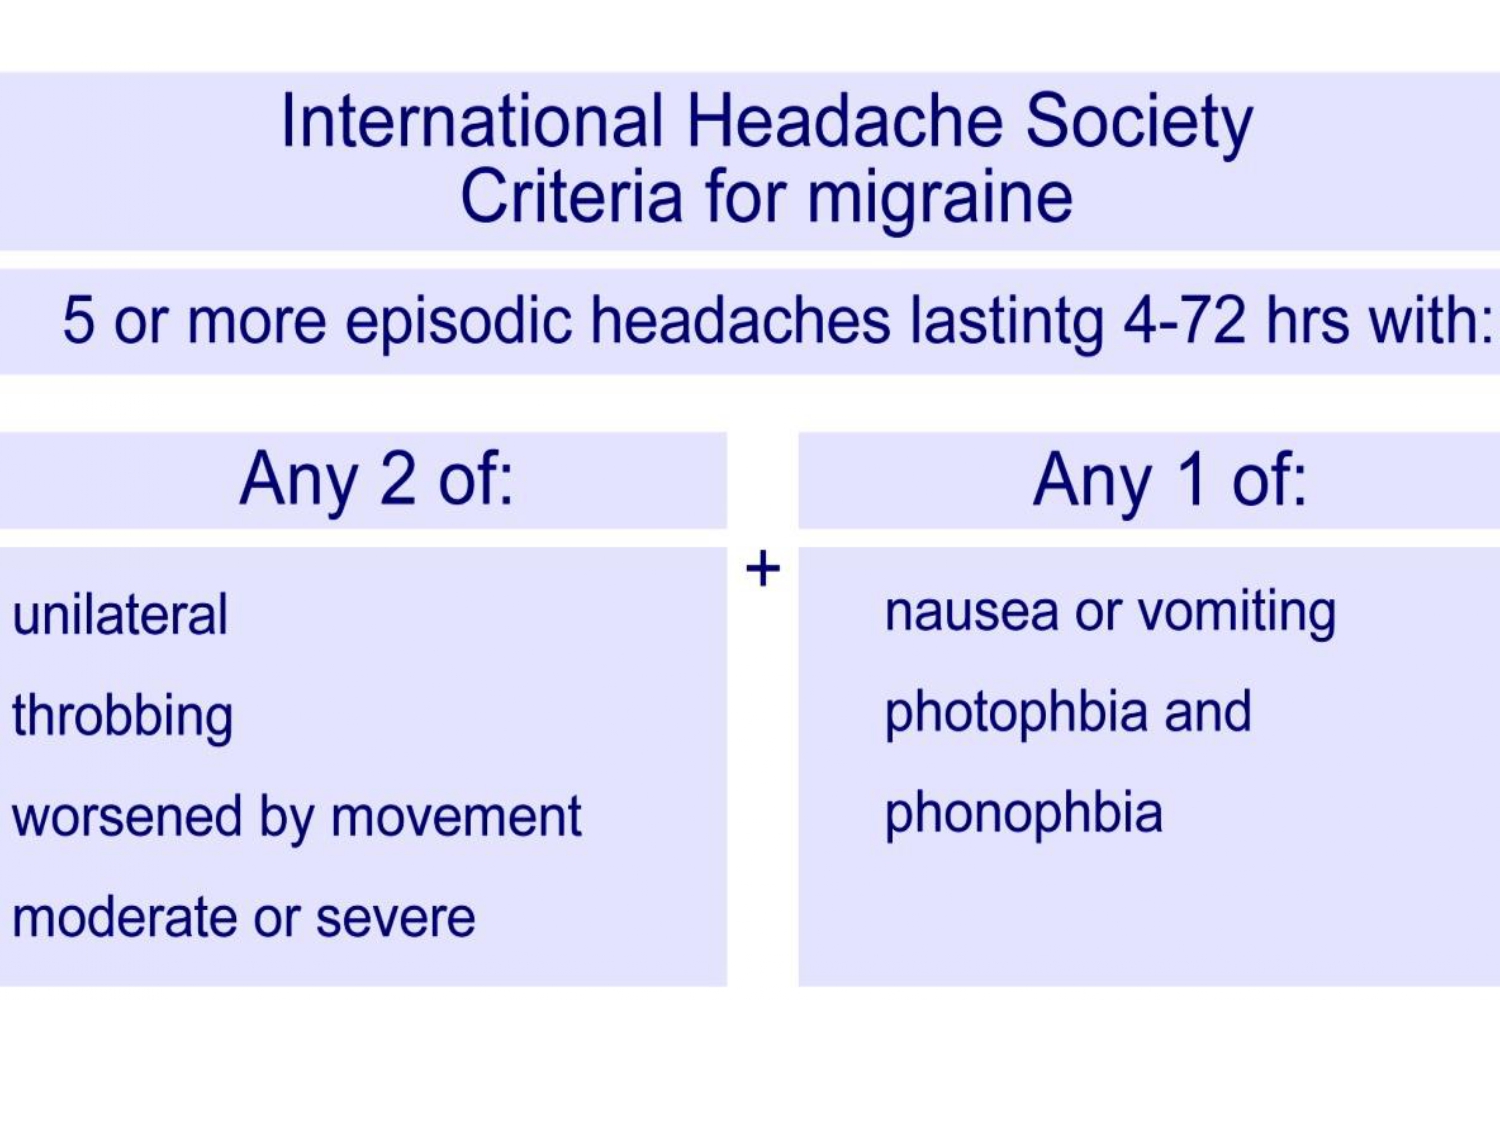 International Headache Society
Criteria for migraine
5 or more episodic headaches lastintg 4-72 hrs with:
Any 2 of:
unilateral
throbbing
worsened by movement
moderate or severe
+
Any 1 of:
nausea or vomiting
photophbia and
phonophbia